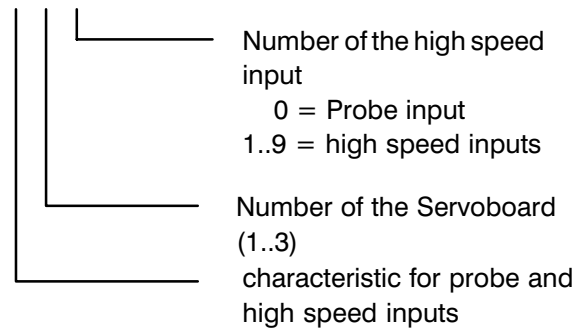 Number of the high speed
input
0 = Probe input
1..9 = high speed inputs
Number of the Servoboard
(1..3)
characteristic for probe and
high speed inputs